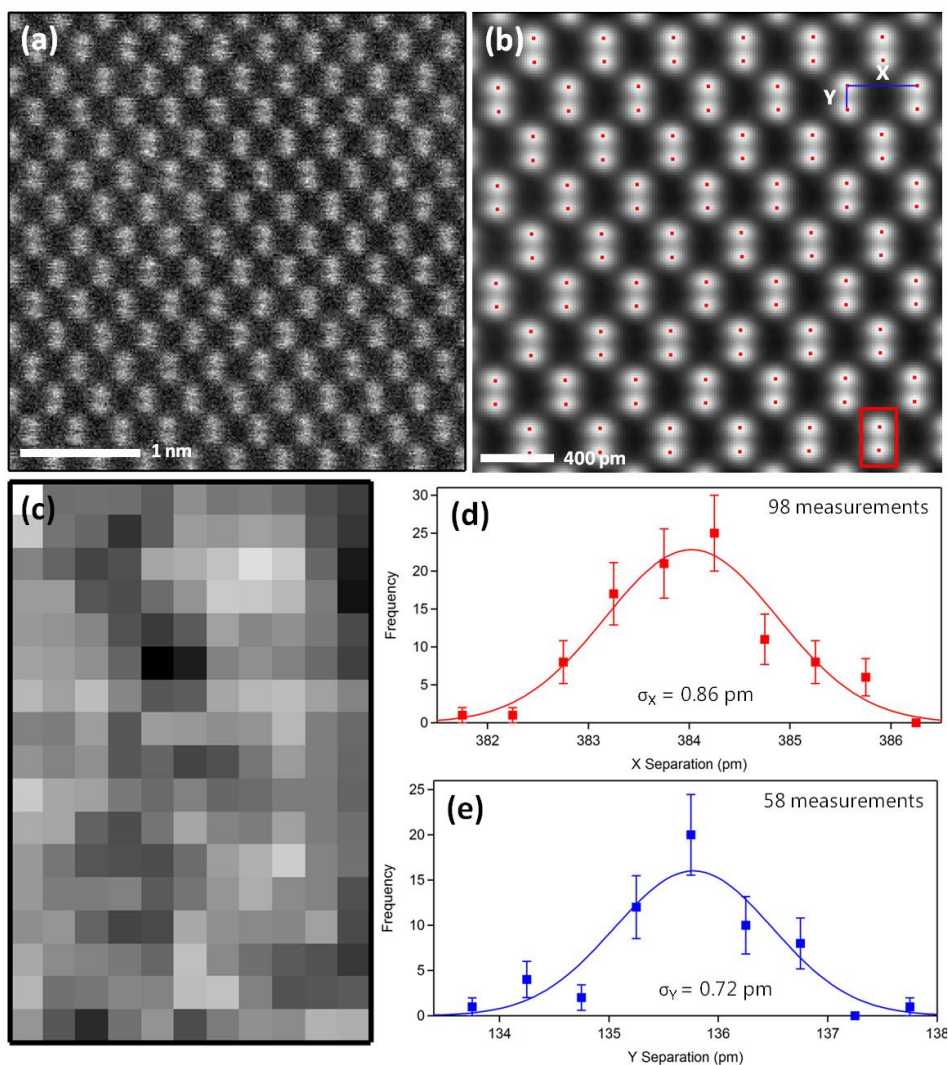 (a)
1 nm
(b)
X
Y
400 pm
(c)
(d)
98 measurements
30
25
20
15
10
5
0
Frequency
σX = 0.86 pm
382
383
384
385
386
X Separation (pm)
(e)
58 measurements
25
20
15
10
5
0
Frequency
σY = 0.72 pm
134
135
136
137
138
Y Separation (pm)